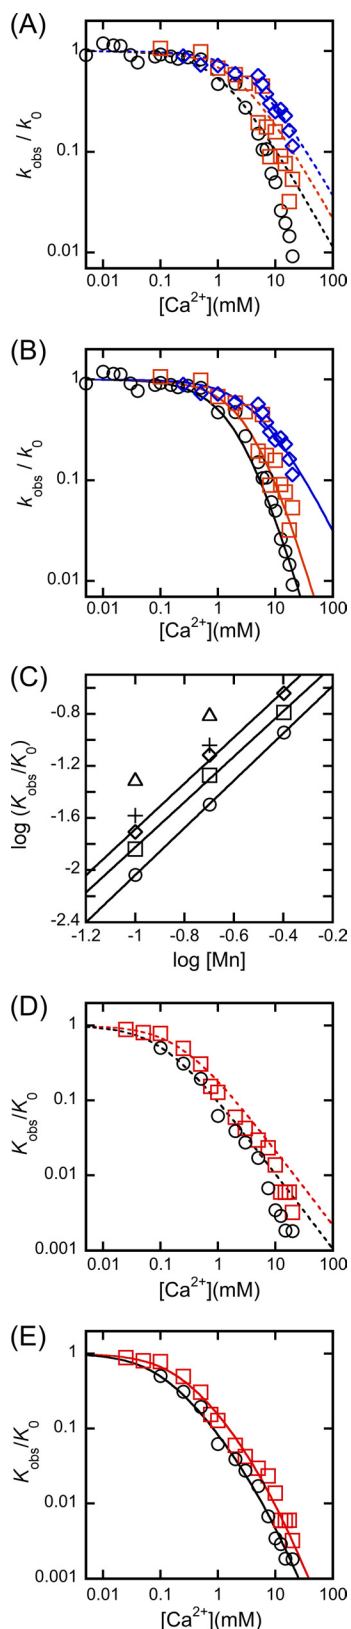 (A)
1
0.1
0.01
k_obs / k_0
0.01 0.1 1 10 100
[Ca²⁺](mM)
(B)
1
0.1
0.01
k_obs / k_0
0.01 0.1 1 10 100
[Ca²⁺](mM)
(C)
-0.8
-1.2
-1.6
-2
-2.4
log (K_obs/K_0)
-1.2 -1 -0.8 -0.6 -0.4 -0.2
log [Mn]
(D)
1
0.1
0.01
0.001
K_obs/K_0
0.01 0.1 1 10 100
[Ca²⁺](mM)
(E)
1
0.1
0.01
0.001
K_obs/K_0
0.01 0.1 1 10 100
[Ca²⁺](mM)